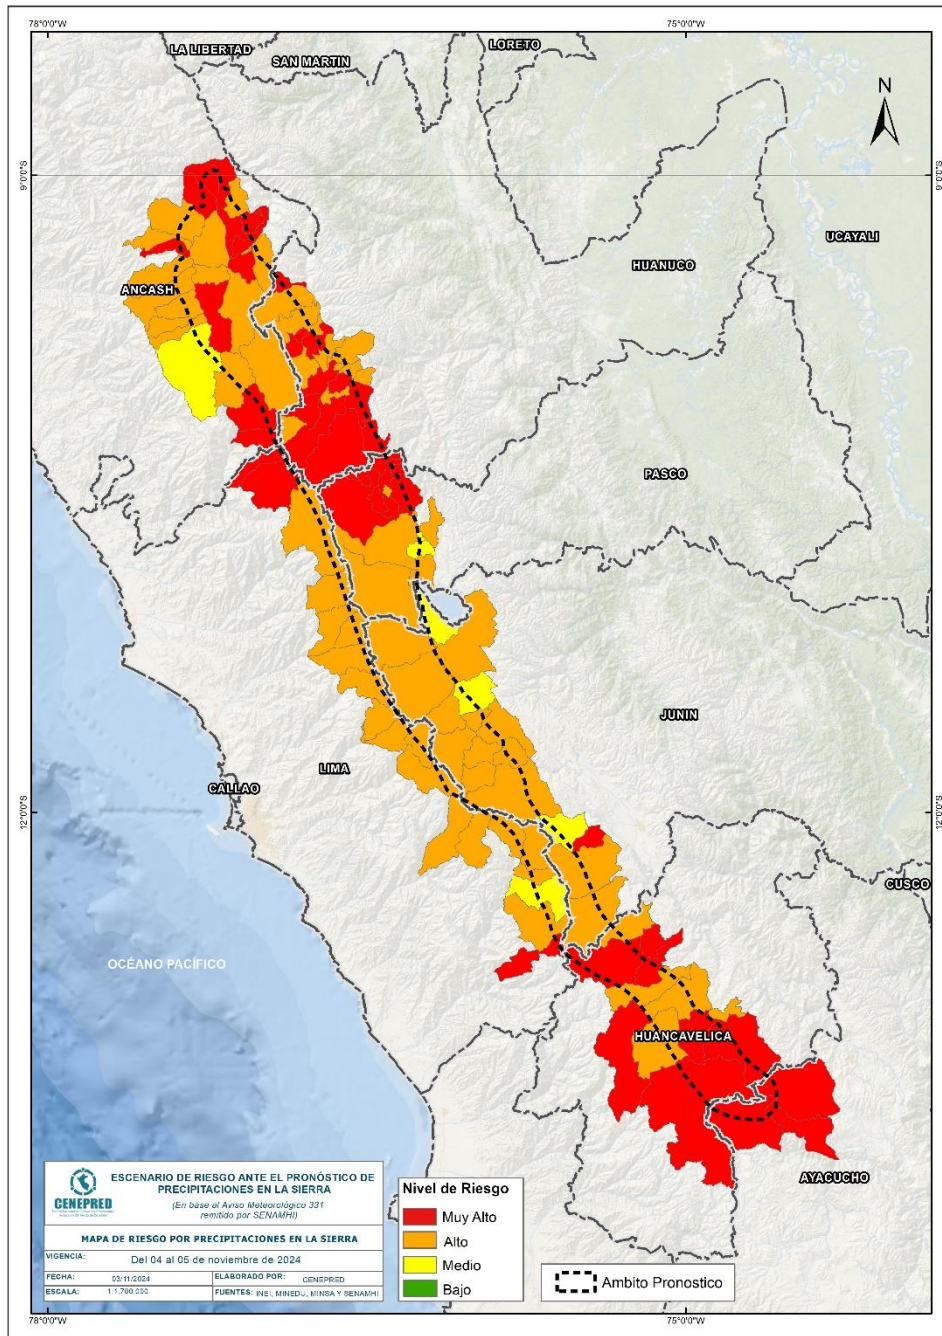 78°0'0"W
75°0'0"W
LA LIBERTAD
LORETO
SAN MARTIN
N
9°0'0"S
9°0'0"S
UCAYALI
HUANUCO
ANCASH
PASCO
JUNIN
LIMA
CALLAO
12°0'0"S
12°0'0"S
CUSCO
OCÉANO PACÍFICO
HUANCAVELICA
AYACUCHO
CENEPRED
ESCENARIO DE RIESGO ANTE EL PRONÓSTICO DE
PRECIPITACIONES EN LA SIERRA
(En base al Aviso Meteorológico 331
remitido por SENAMHI)
MAPA DE RIESGO POR PRECIPITACIONES EN LA SIERRA
VIGENCIA: Del 04 al 05 de noviembre de 2024
FECHA: 03/11/2024 ELABORADO POR: CENEPRED
ESCALA: 1:1,700,000 FUENTES: INEI, MINEDU, MINSA Y SENAMHI
Nivel de Riesgo
Muy Alto
Alto
Medio
Bajo
Ambito Pronostico
78°0'0"W
75°0'0"W